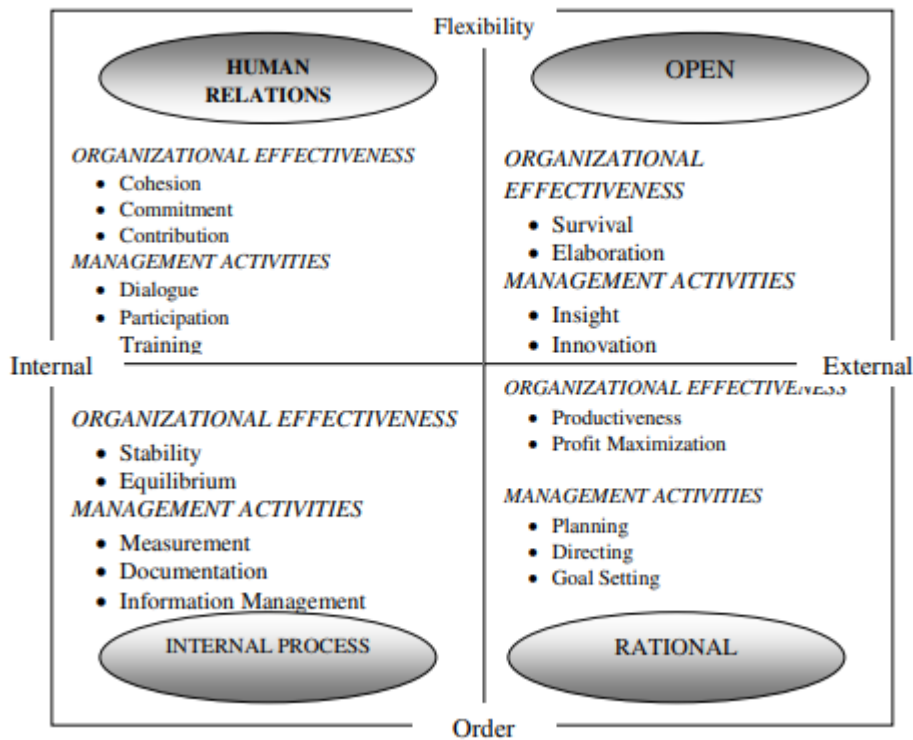 Flexibility
HUMAN
RELATIONS
ORGANIZATIONAL EFFECTIVENESS
• Cohesion
• Commitment
• Contribution
MANAGEMENT ACTIVITIES
• Dialogue
• Participation
Training
OPEN
ORGANIZATIONAL
EFFECTIVENESS
• Survival
• Elaboration
MANAGEMENT ACTIVITIES
• Insight
• Innovation
Internal
External
ORGANIZATIONAL EFFECTIVENESS
• Stability
• Equilibrium
MANAGEMENT ACTIVITIES
• Measurement
• Documentation
• Information Management
INTERNAL PROCESS
ORGANIZATIONAL EFFECTIVENESS
• Productiveness
• Profit Maximization
MANAGEMENT ACTIVITIES
• Planning
• Directing
• Goal Setting
RATIONAL
Order